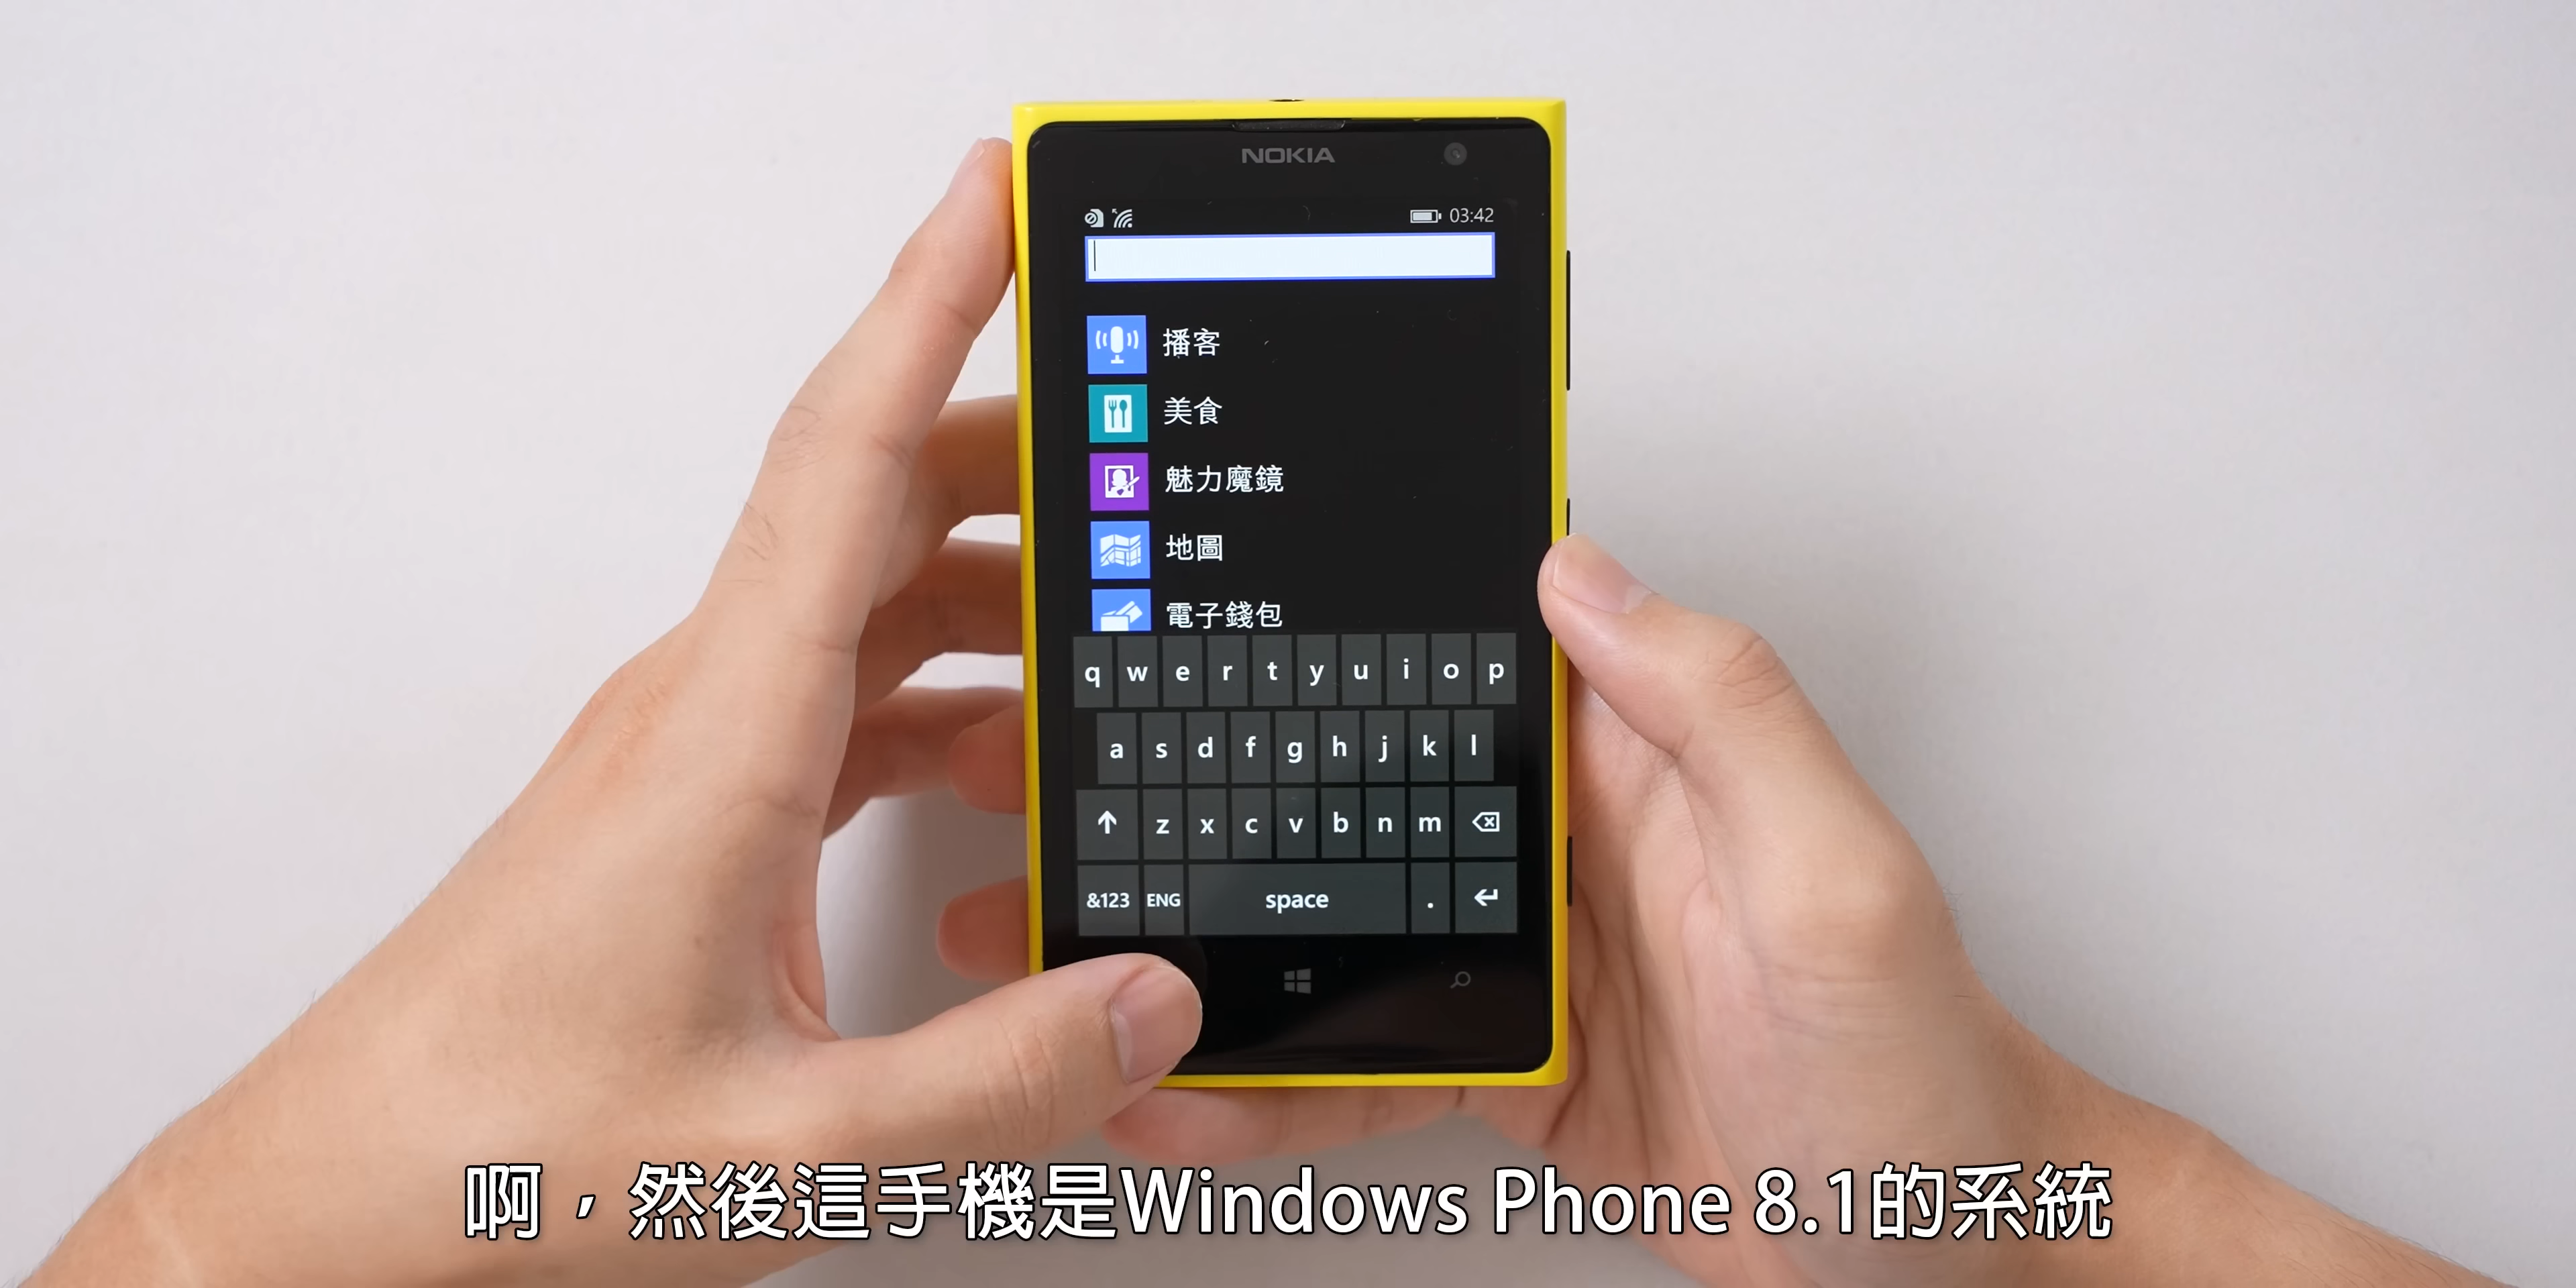 NOKIA
03:42
播客
美食
魅力魔鏡
地圖
電子錢包
q w e r t y u i o p
a s d f g h j k l
z x c v b n m
&123 ENG space .
啊，然後這手機是Windows Phone 8.1的系統